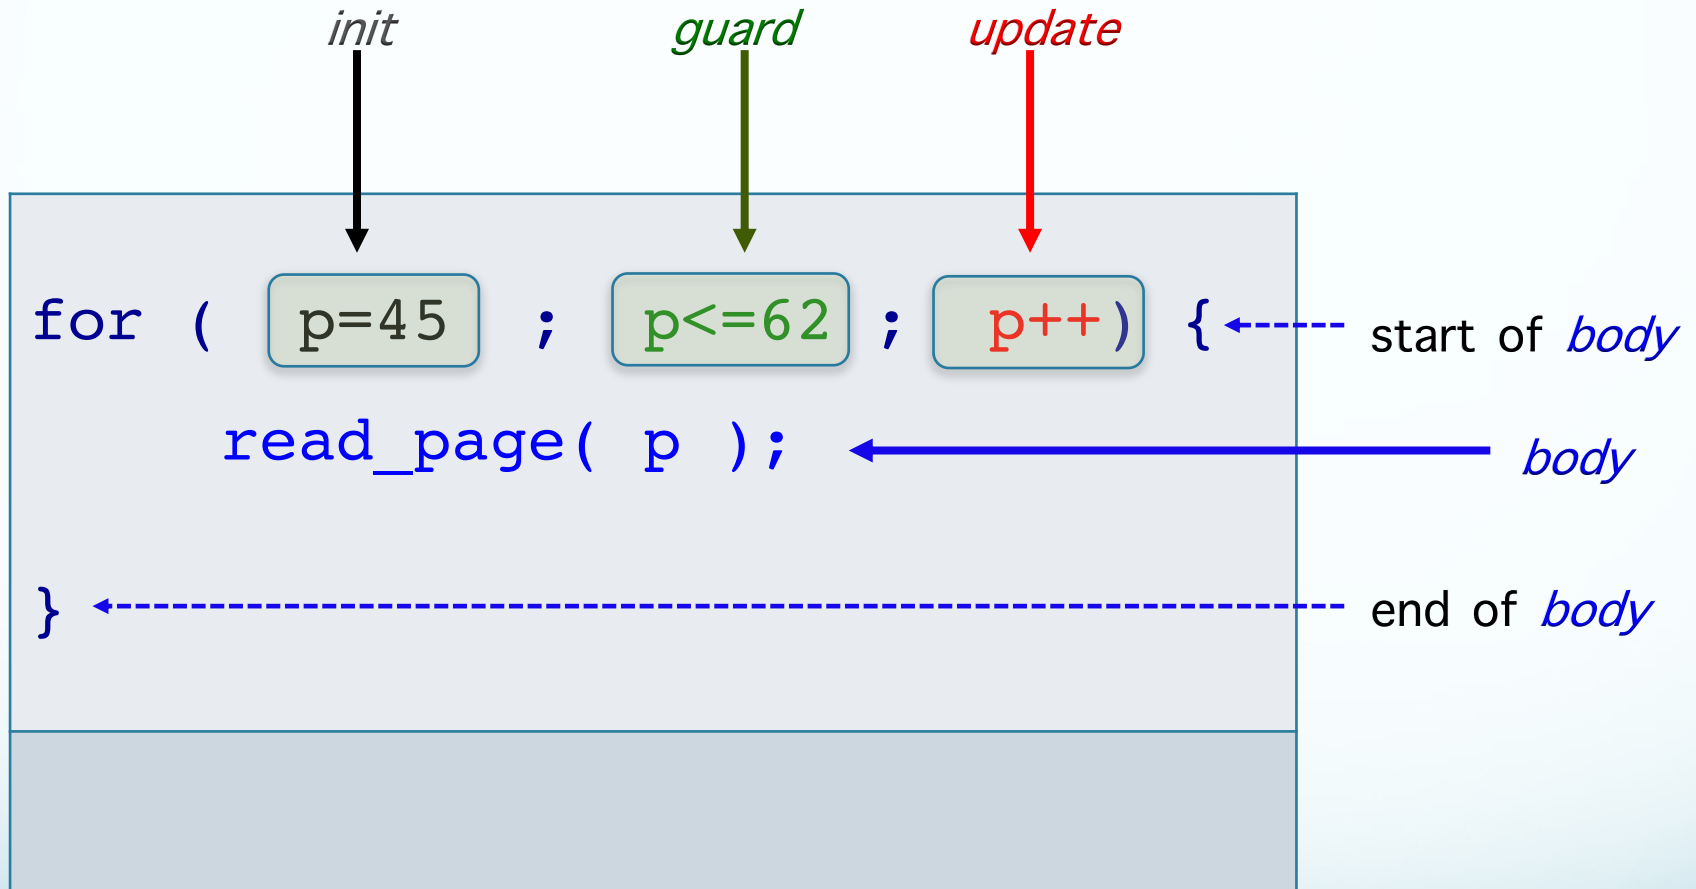 init guard update
for ( p=45 ; p<=62 ; p++) { start of body
read_page( p ); body
} end of body